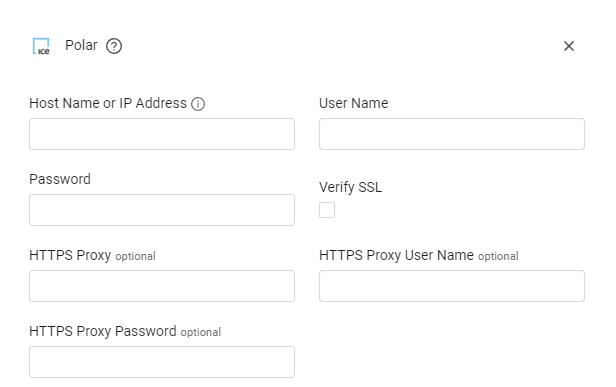 ICE Polar ?
Host Name or IP Address i User Name
Password
Verify SSL
HTTPS Proxy optional HTTPS Proxy User Name optional
HTTPS Proxy Password optional